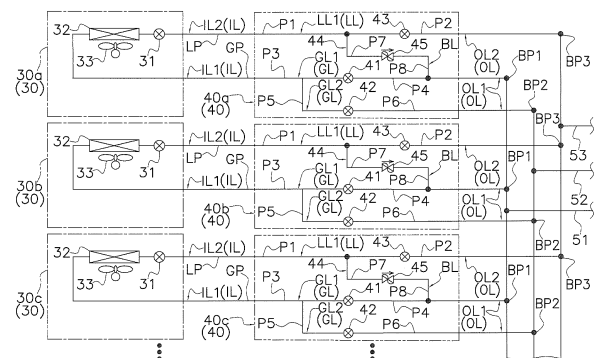 32 IL2(IL) P1 LL1(LL) 43 P2
LP GP 44 P7 45 BL BP1
33 31 P3 GL1 (GL) P8 BP3
30a (30) IL1(IL) GL2 (GL) 41 42 P4 OL2 (OL) BP2
40a (40) P5 P6 OL1 (OL) BP3
32 IL2(IL) P1 LL1(LL) 43 P2
53
LP GP 44 P7 45 BL BP1
33 31 P3 GL1 (GL) P8 52
30b (30) IL1(IL) GL2 (GL) 41 42 P4 OL2 (OL)
40b (40) P5 P6 OL1 (OL) 51
32 IL2(IL) P1 LL1(LL) 43 P2 BP2
LP GP 44 P7 45 BL BP3
33 31 P3 GL1 (GL) P8 OL2 (OL) BP1
30c (30) IL1(IL) GL2 (GL) 41 42 P4 BP2
40c (40) P5 P6 OL1 (OL)